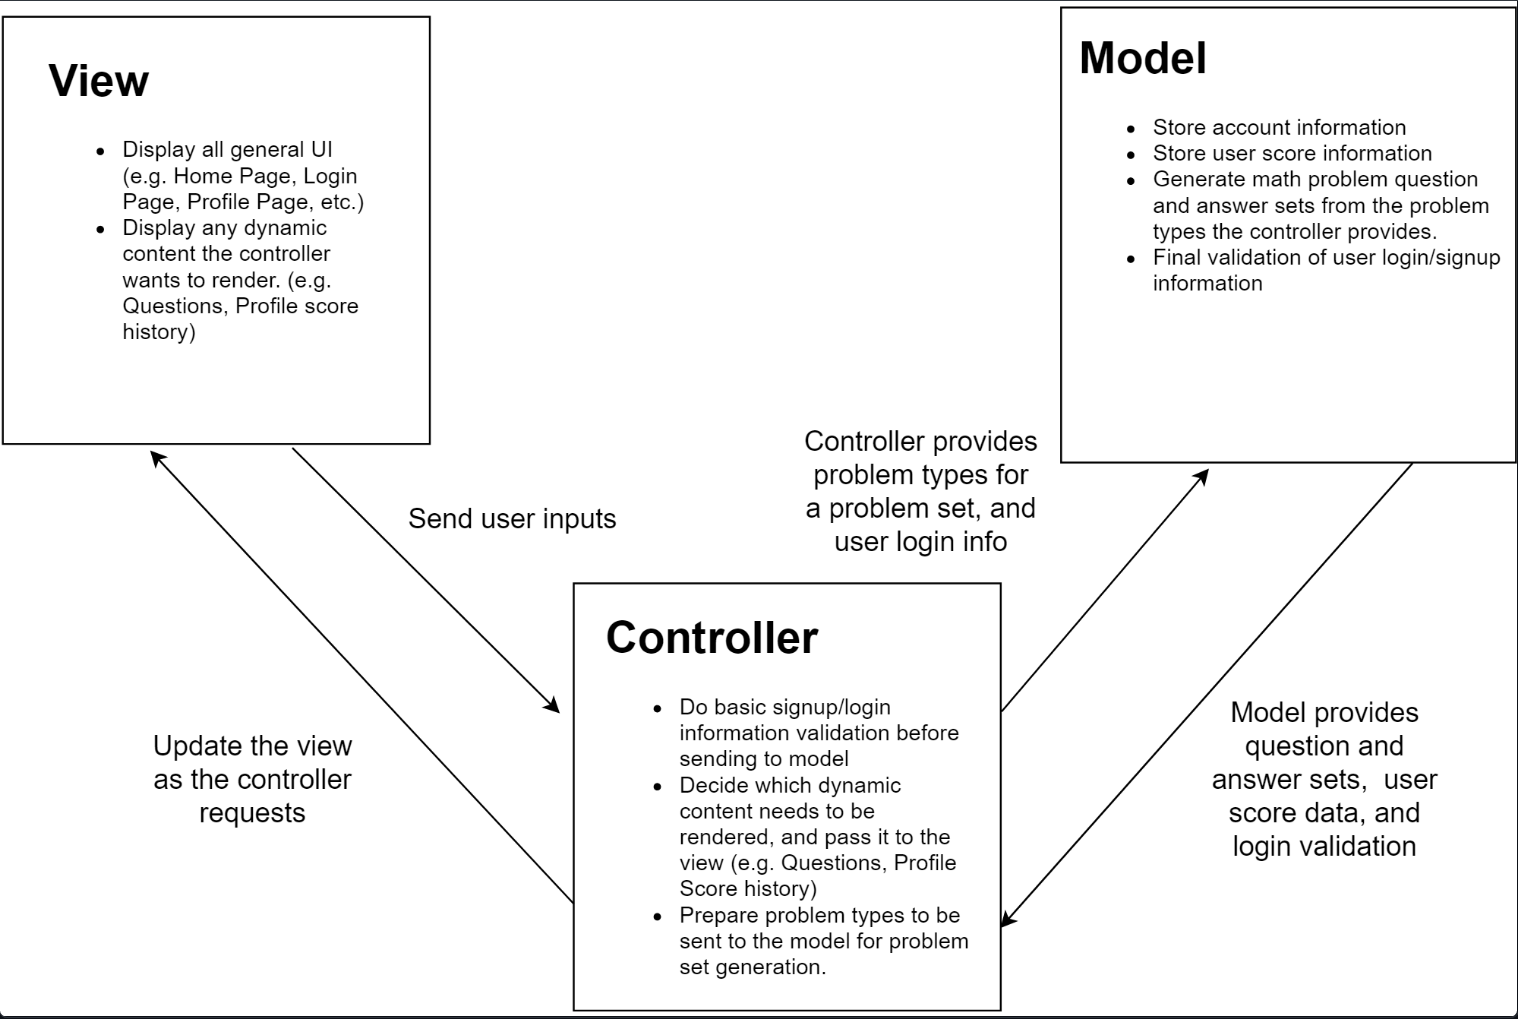 View
• Display all general UI
(e.g. Home Page, Login
Page, Profile Page, etc.)
• Display any dynamic
content the controller
wants to render. (e.g.
Questions, Profile score
history)
Model
• Store account information
• Store user score information
• Generate math problem question
and answer sets from the problem
types the controller provides.
• Final validation of user login/signup
information
Send user inputs
Controller provides
problem types for
a problem set, and
user login info
Update the view
as the controller
requests
Controller
• Do basic signup/login
information validation before
sending to model
• Decide which dynamic
content needs to be
rendered, and pass it to the
view (e.g. Questions, Profile
Score history)
• Prepare problem types to be
sent to the model for problem
set generation.
Model provides
question and
answer sets,  user
score data, and
login validation